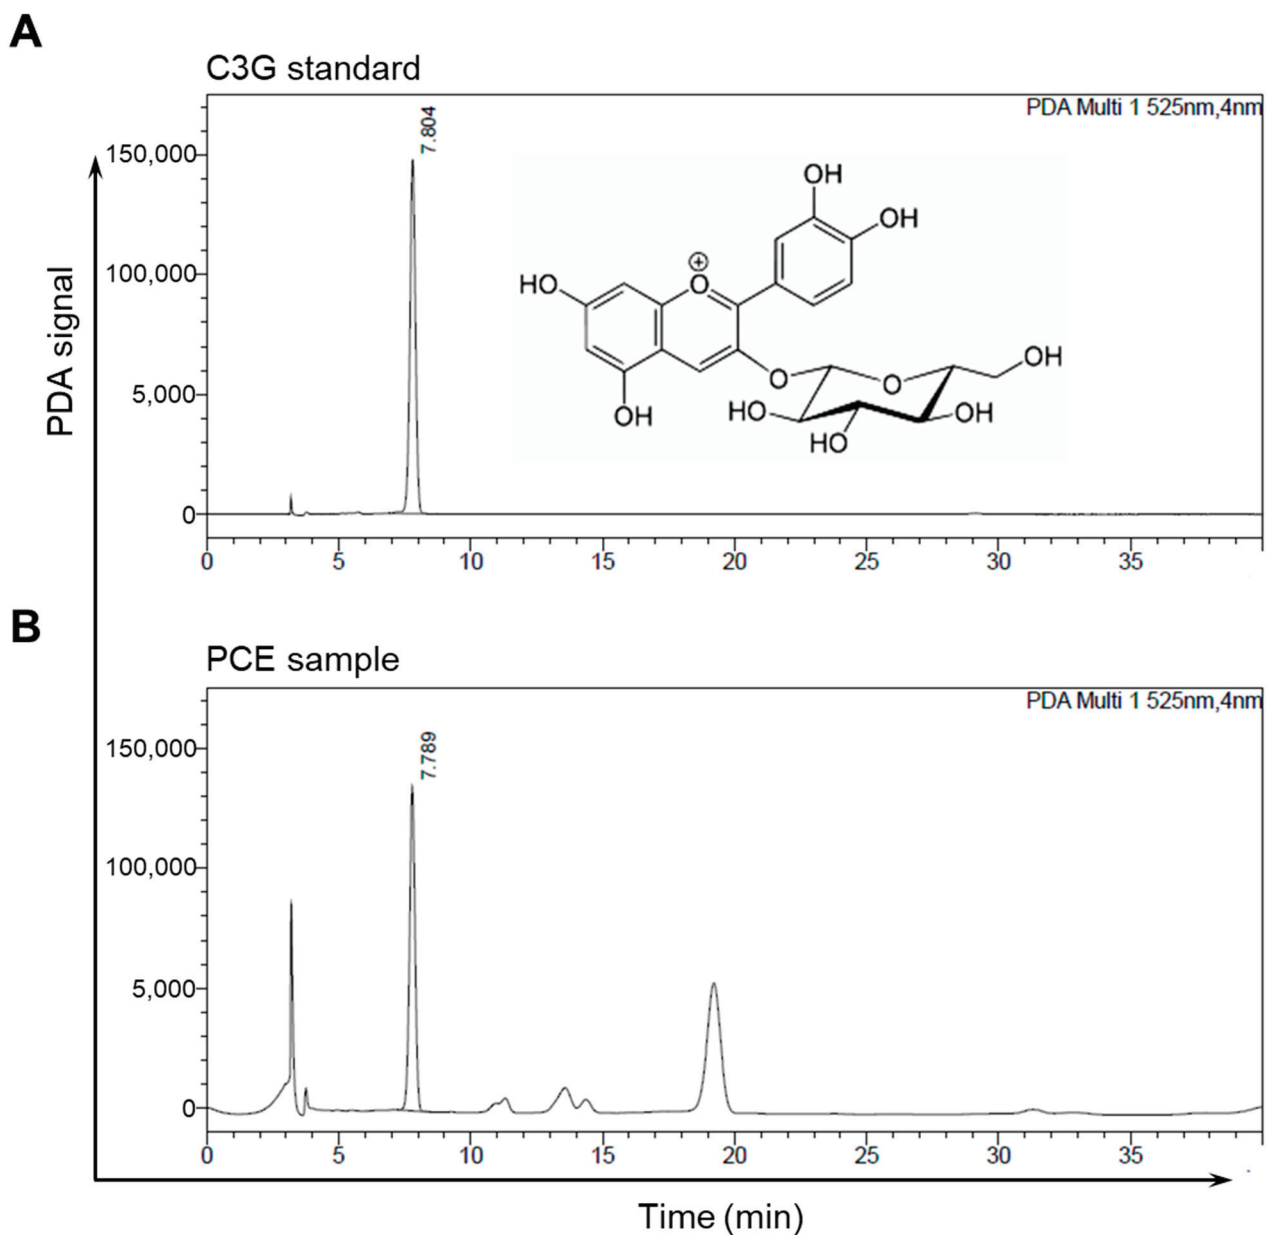 A
C3G standard
PDA Multi 1 525nm,4nm
7.804
150,000
100,000
5,000
0
PDA signal
OH
OH
⊕
HO
O
OH
O
O
OH
HO
OH
HO
0 5 10 15 20 25 30 35
B
PCE sample
PDA Multi 1 525nm,4nm
7.789
150,000
100,000
5,000
0
0 5 10 15 20 25 30 35
Time (min)